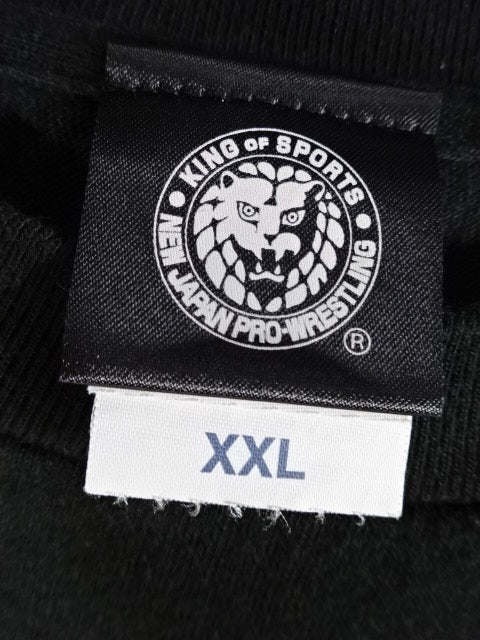 KING OF SPORTS
NEW JAPAN PRO-WRESTLING
®
XXL